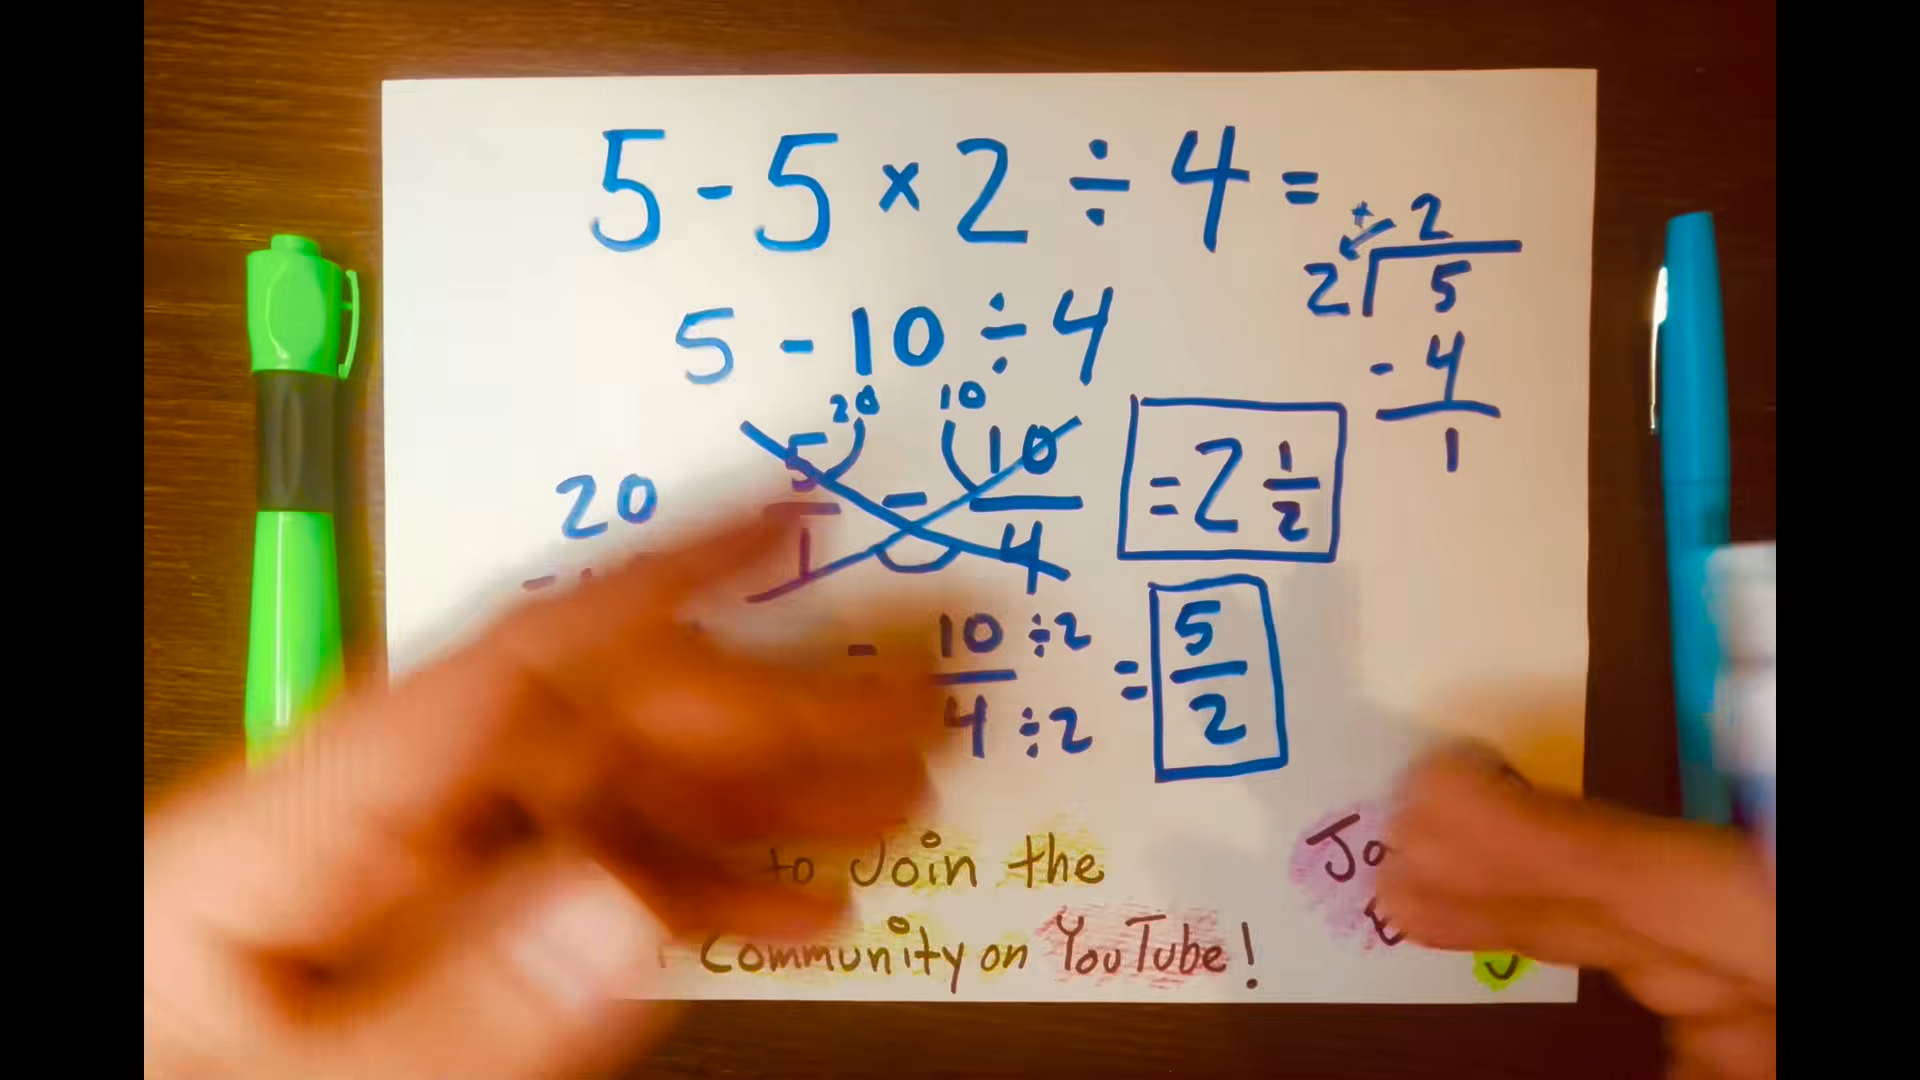 5 - 5 × 2 ÷ 4 =
2
2 5
- 4
1
5 - 10 ÷ 4
20 10
5/1 - 10/4
= 2 1/2
20
- 10/4 ÷2/÷2 = 5/2
to Join the
Community on YouTube!